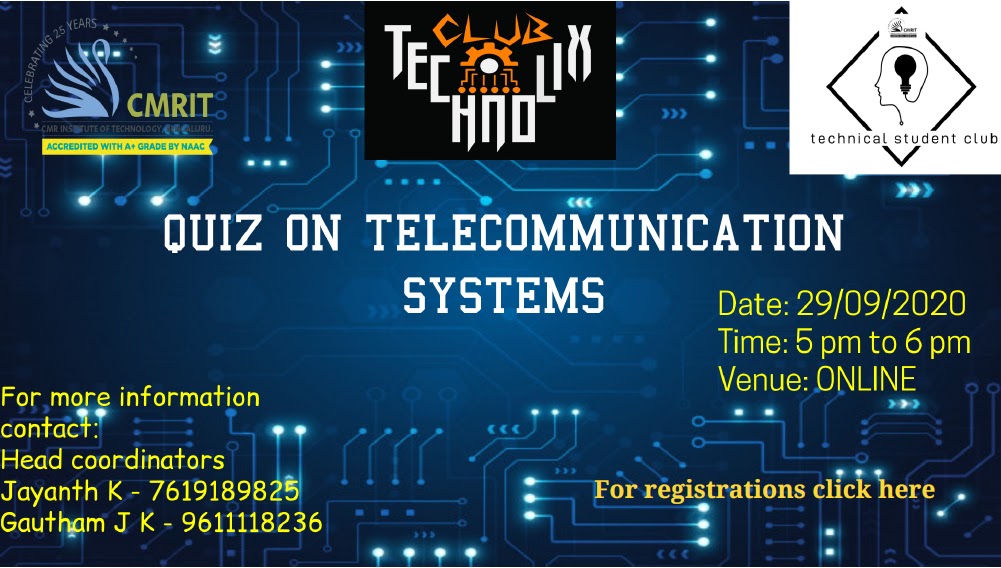 CELEBRATING 25 YEARS
CMRIT
CMR INSTITUTE OF TECHNOLOGY, BENGALURU.
ACCREDITED WITH A+ GRADE BY NAAC
CLUB
TECHNOLIX
CMRIT
technical student club
QUIZ ON TELECOMMUNICATION
SYSTEMS
Date: 29/09/2020
Time: 5 pm to 6 pm
Venue: ONLINE
For more information
contact:
Head coordinators
Jayanth K - 7619189825
Gautham J K - 9611118236
For registrations click here